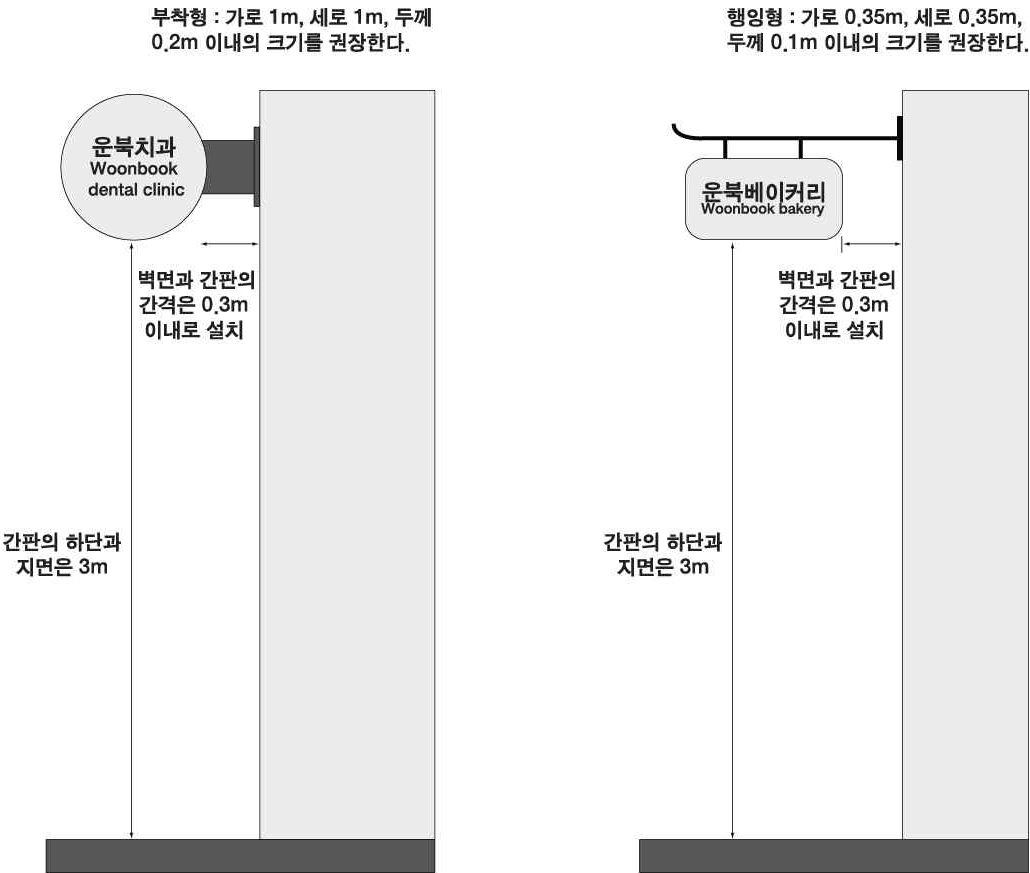 부착형 : 가로 1m, 세로 1m, 두께
0.2m 이내의 크기를 권장한다.
운북치과
Woonbook
dental clinic
벽면과 간판의
간격은 0.3m
이내로 설치
간판의 하단과
지면은 3m
행잉형 : 가로 0.35m, 세로 0.35m,
두께 0.1m 이내의 크기를 권장한다.
운북베이커리
Woonbook bakery
벽면과 간판의
간격은 0.3m
이내로 설치
간판의 하단과
지면은 3m